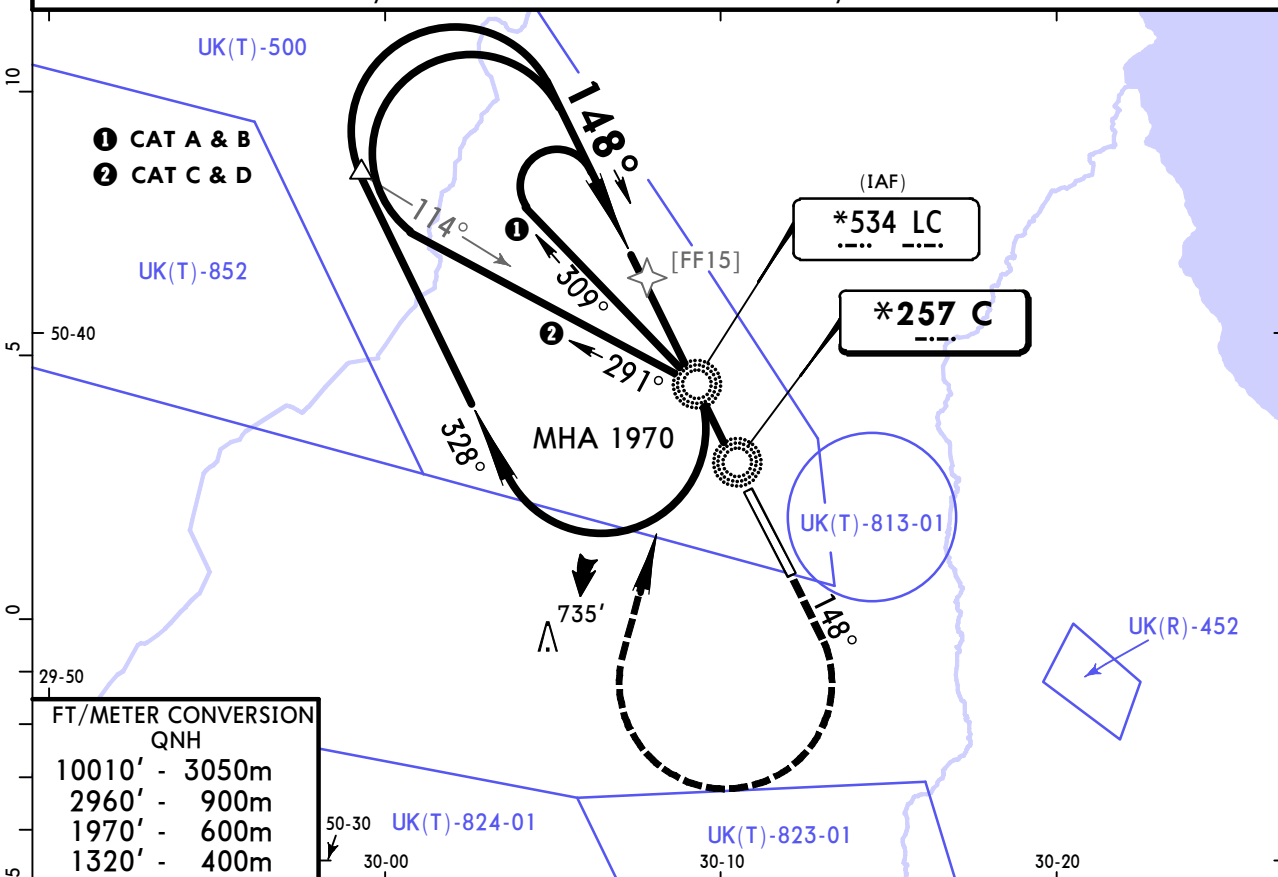 UK(T)-500
10
❶ CAT A & B
❷ CAT C & D
148°
(IAF)
*534 LC
114°
❶
[FF15]
UK(T)-852
309°
*257 C
50-40
5
❷
291°
MHA 1970
328°
UK(T)-813-01
735'
148°
0
UK(R)-452
29-50
FT/METER CONVERSION
QNH
10010' - 3050m
2960' - 900m
1970' - 600m
1320' - 400m
50-30
UK(T)-824-01
UK(T)-823-01
30-00
30-10
30-20
5